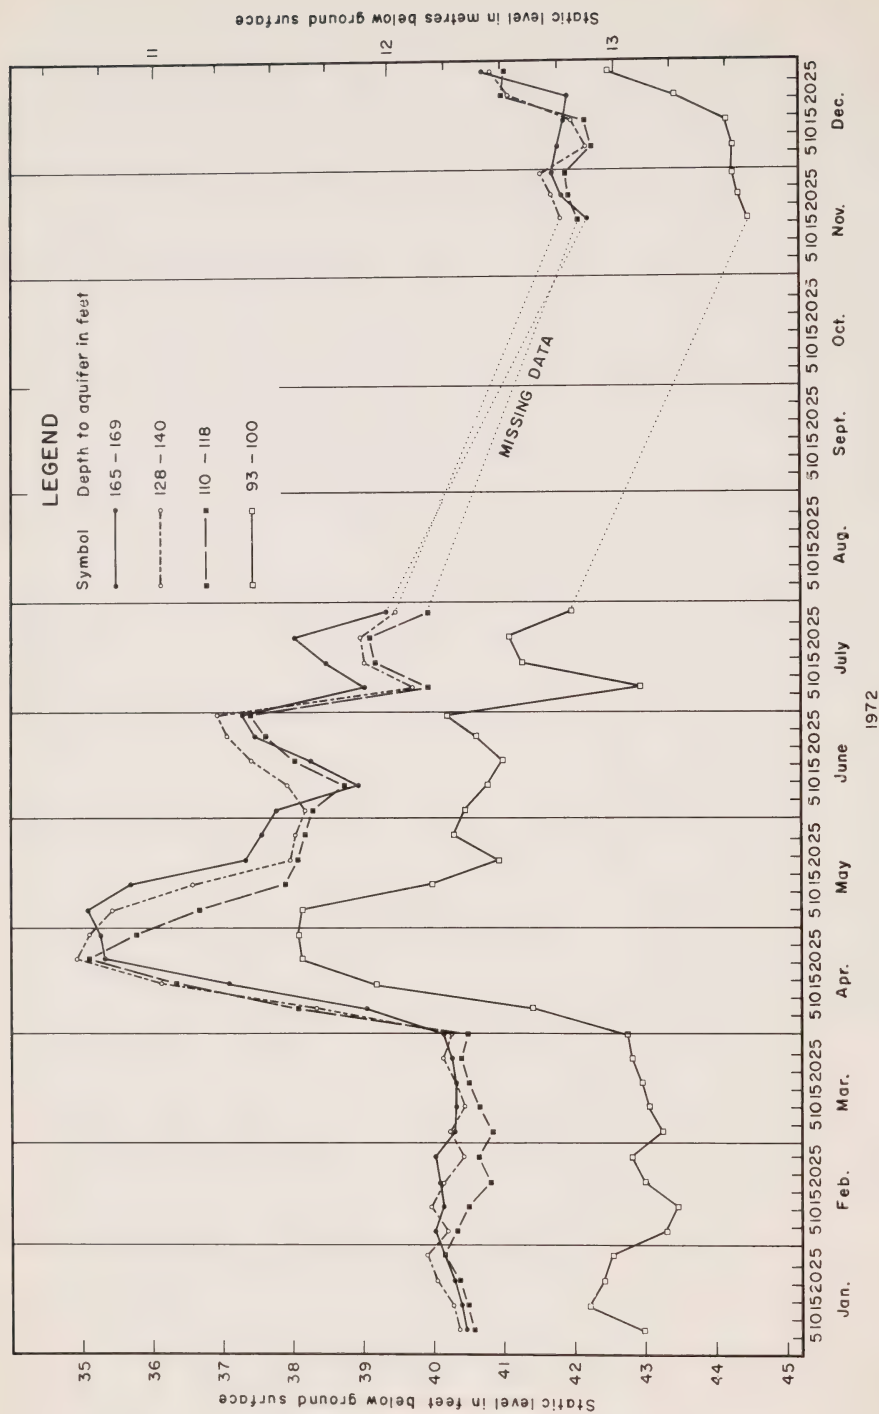 LEGEND
Symbol Depth to aquifer in feet
165 – 169
128 – 140
110 – 118
93 – 100
MISSING DATA
Static level in feet below ground surface
35
36
37
38
39
40
41
42
43
44
45
Static level in metres below ground surface
11
12
13
5 10 15 20 25
5 10 15 20 25
5 10 15 20 25
5 10 15 20 25
5 10 15 20 25
5 10 15 20 25
5 10 15 20 25
5 10 15 20 25
5 10 15 20 25
5 10 15 20 25
5 10 15 20 25
5 10 15 20 25
Jan. Feb. Mar. Apr. May June July Aug. Sept. Oct. Nov. Dec.
1972